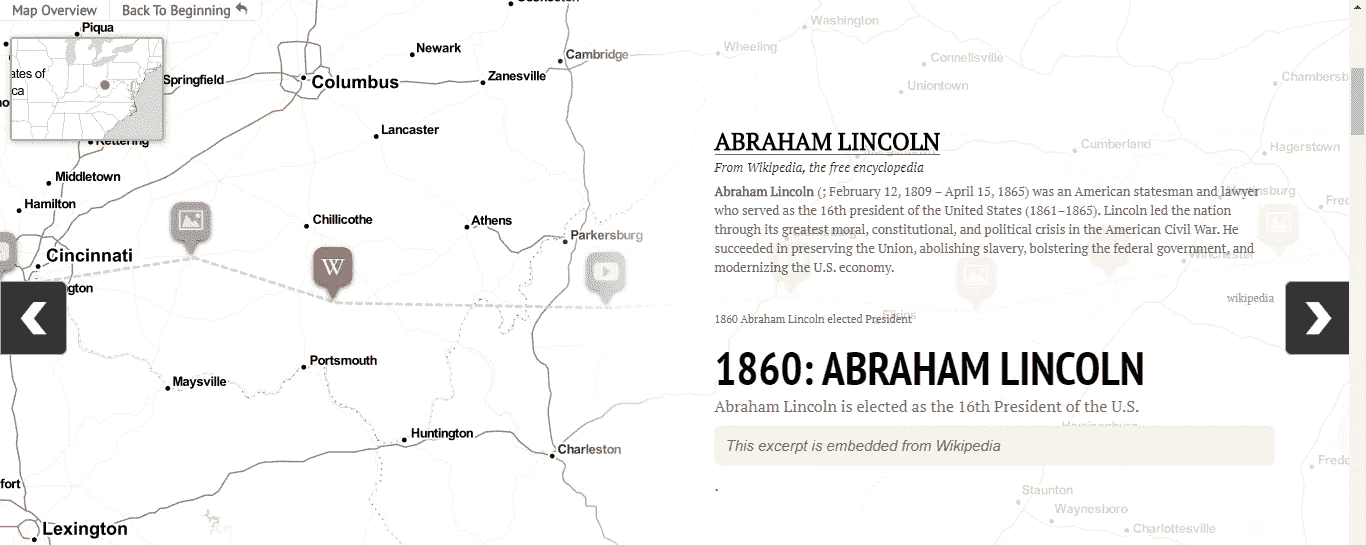 Map Overview
Back To Beginning
Piqua
ates of
ca
Springfield
Kettering
Middletown
Hamilton
Cincinnati
gton
Columbus
Newark
Zanesville
Cambridge
Lancaster
Chillicothe
Athens
Parkersburg
W
Portsmouth
Maysville
Huntington
Charleston
fort
Lexington
Washington
Wheeling
Connellsville
Uniontown
Chambersb
Cumberland
Hagerstown
Winchester
Elkins
Harrisonburg
Frede
Staunton
Waynesboro
Charlottesville
ABRAHAM LINCOLN
From Wikipedia, the free encyclopedia
Abraham Lincoln (; February 12, 1809 – April 15, 1865) was an American statesman and lawyer
who served as the 16th president of the United States (1861–1865). Lincoln led the nation
through its greatest moral, constitutional, and political crisis in the American Civil War. He
succeeded in preserving the Union, abolishing slavery, bolstering the federal government, and
modernizing the U.S. economy.
wikipedia
1860 Abraham Lincoln elected President
1860: ABRAHAM LINCOLN
Abraham Lincoln is elected as the 16th President of the U.S.
This excerpt is embedded from Wikipedia
.